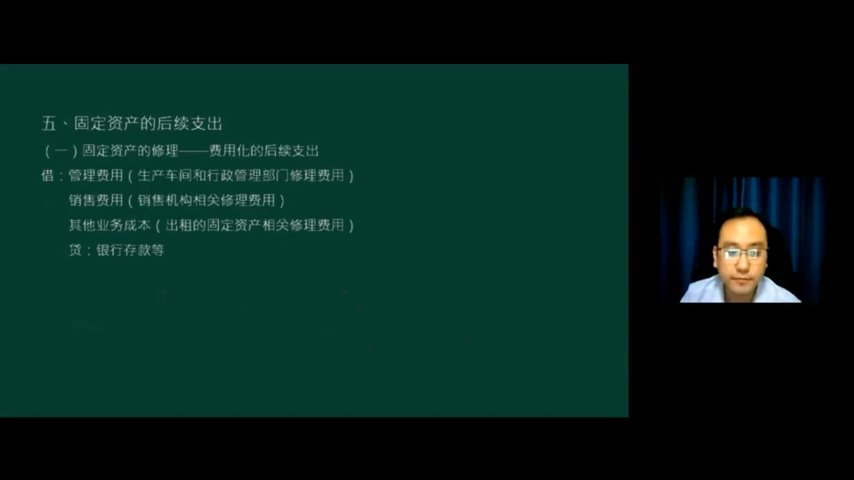 五、固定资产的后续支出
（一）固定资产的修理——费用化的后续支出
借：管理费用（生产车间和行政管理部门修理费用）
销售费用（销售机构相关修理费用）
其他业务成本（出租的固定资产相关修理费用）
贷：银行存款等